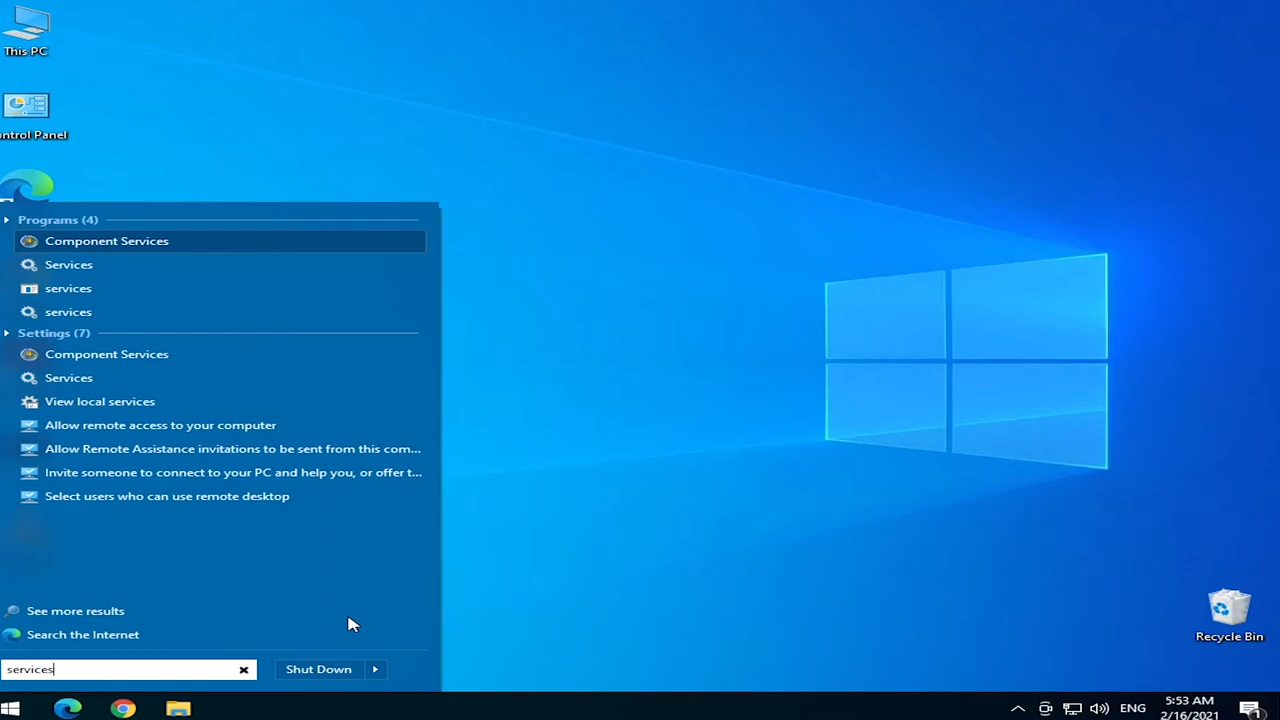 This PC
ontrol Panel
Programs (4)
Component Services
Services
services
services
Settings (7)
Component Services
Services
View local services
Allow remote access to your computer
Allow Remote Assistance invitations to be sent from this com...
Invite someone to connect to your PC and help you, or offer t...
Select users who can use remote desktop
See more results
Search the Internet
services
Shut Down
Recycle Bin
ENG
5:53 AM
2/16/2021
1